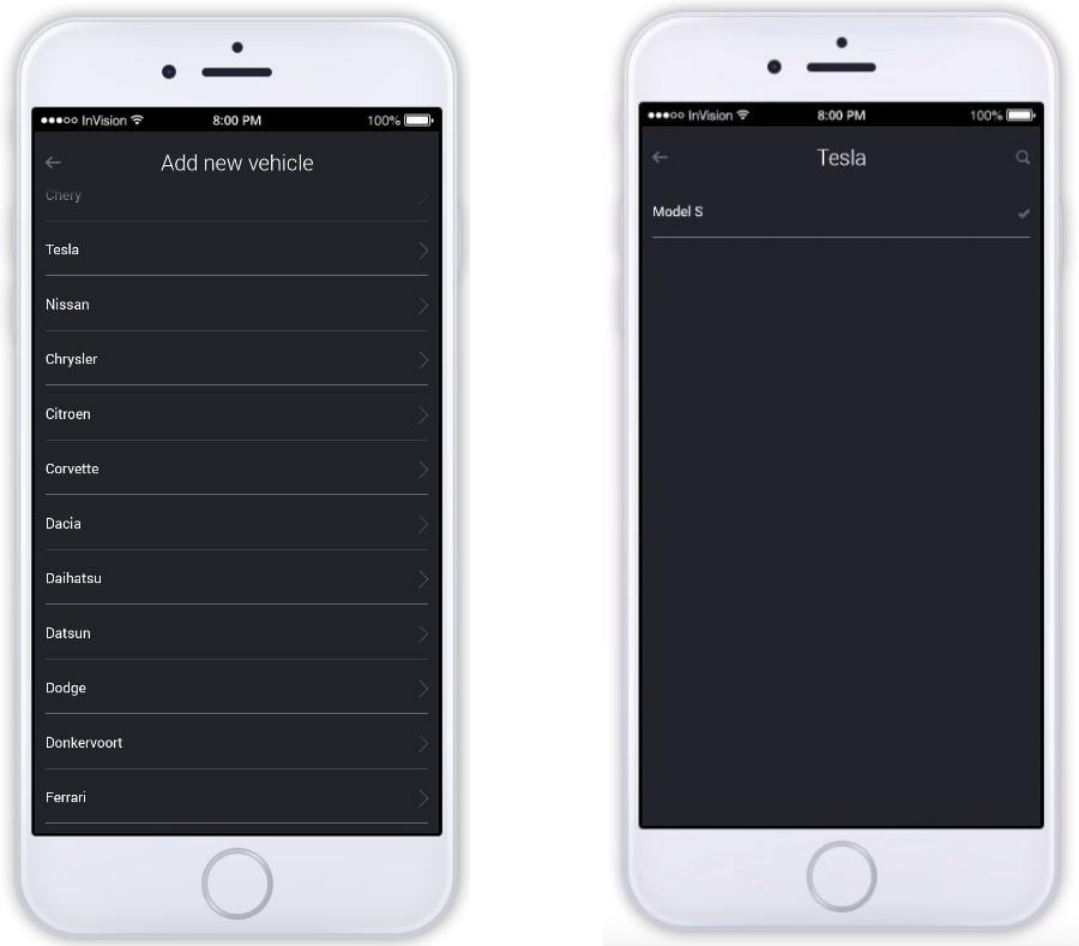 InVision 8:00 PM 100%
Add new vehicle
Chery
Tesla
Nissan
Chrysler
Citroen
Corvette
Dacia
Daihatsu
Datsun
Dodge
Donkervoort
Ferrari
InVision 8:00 PM 100%
Tesla
Model S